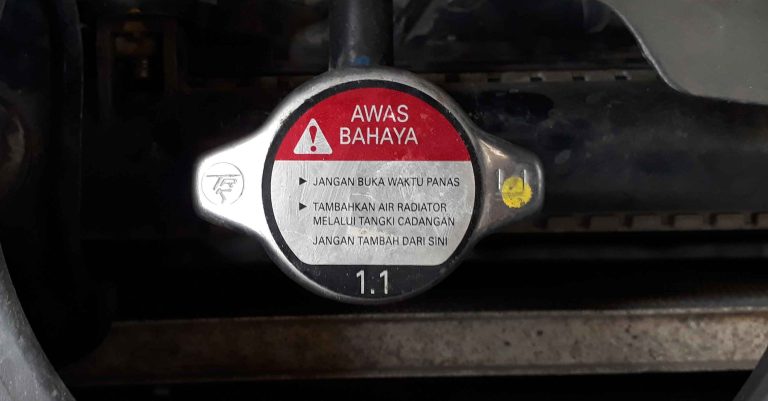 AWAS
BAHAYA
► JANGAN BUKA WAKTU PANAS
► TAMBAHKAN AIR RADIATOR
MELALUI TANGKI CADANGAN
JANGAN TAMBAH DARI SINI
1.1